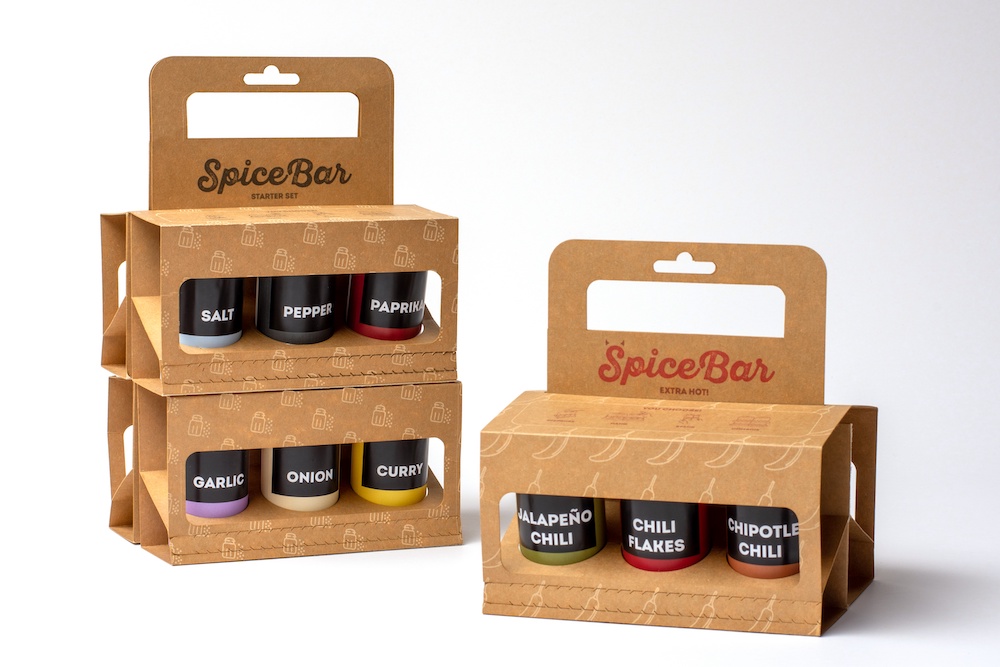 SpiceBar
STARTER SET
SALT
PEPPER
PAPRIKA
GARLIC
ONION
CURRY
SpiceBar
EXTRA HOT!
JALAPEÑO
CHILI
CHILI
FLAKES
CHIPOTLE
CHILI